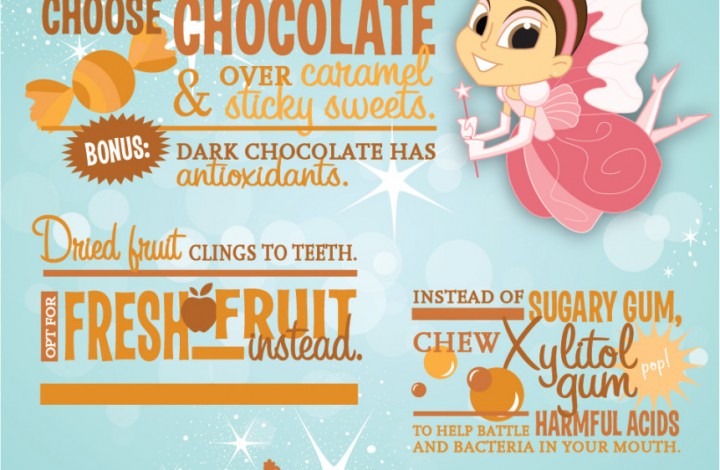 CHOOSE CHOCOLATE
OVER caramel
& sticky sweets.
BONUS: DARK CHOCOLATE HAS
antioxidants.
Dried fruit CLINGS TO TEETH.
OPT FOR FRESH FRUIT
instead.
INSTEAD OF SUGARY GUM,
CHEW Xylitol
gum pop!
TO HELP BATTLE HARMFUL ACIDS
AND BACTERIA IN YOUR MOUTH.